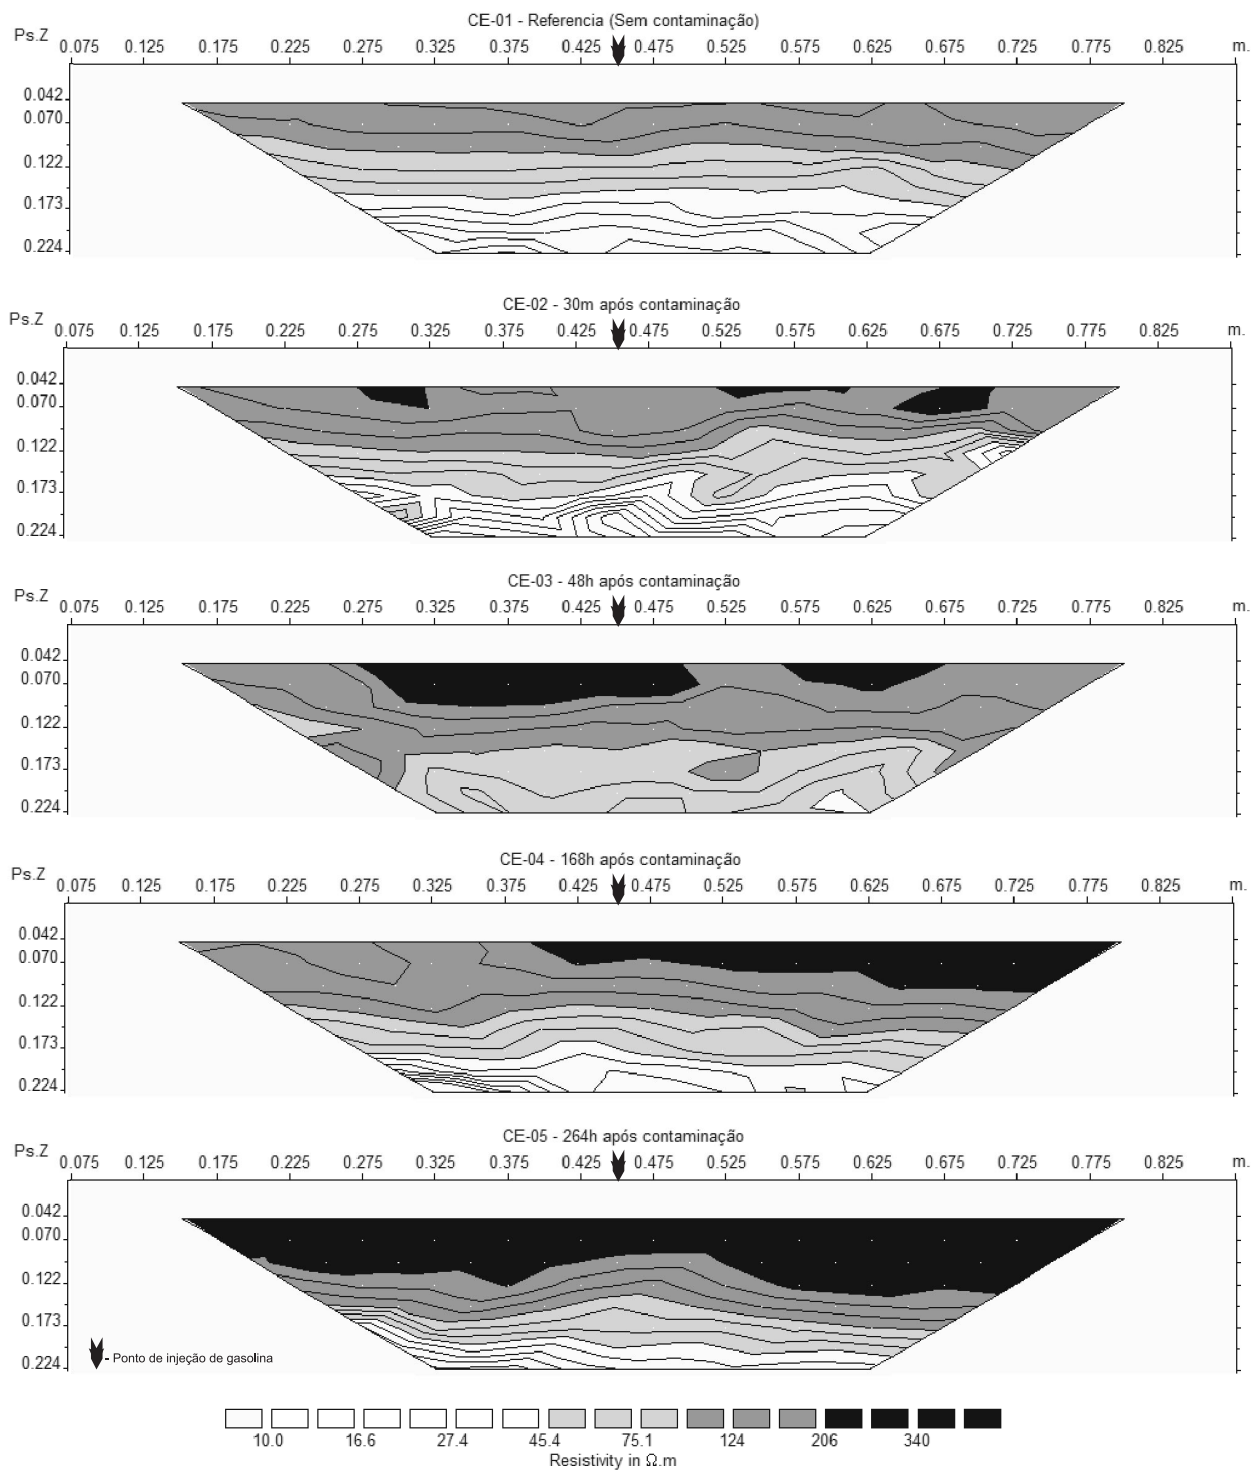 CE-01 - Referencia (Sem contaminação)
Ps.Z 0.075 0.125 0.175 0.225 0.275 0.325 0.375 0.425 0.475 0.525 0.575 0.625 0.675 0.725 0.775 0.825 m.
0.042
0.070
0.122
0.173
0.224
CE-02 - 30m após contaminação
Ps.Z 0.075 0.125 0.175 0.225 0.275 0.325 0.375 0.425 0.475 0.525 0.575 0.625 0.675 0.725 0.775 0.825 m.
0.042
0.070
0.122
0.173
0.224
CE-03 - 48h após contaminação
Ps.Z 0.075 0.125 0.175 0.225 0.275 0.325 0.375 0.425 0.475 0.525 0.575 0.625 0.675 0.725 0.775 0.825 m.
0.042
0.070
0.122
0.173
0.224
CE-04 - 168h após contaminação
Ps.Z 0.075 0.125 0.175 0.225 0.275 0.325 0.375 0.425 0.475 0.525 0.575 0.625 0.675 0.725 0.775 0.825 m.
0.042
0.070
0.122
0.173
0.224
CE-05 - 264h após contaminação
Ps.Z 0.075 0.125 0.175 0.225 0.275 0.325 0.375 0.425 0.475 0.525 0.575 0.625 0.675 0.725 0.775 0.825 m.
0.042
0.070
0.122
0.173
0.224
- Ponto de injeção de gasolina
10.0 16.6 27.4 45.4 75.1 124 206 340
Resistivity in Ω.m